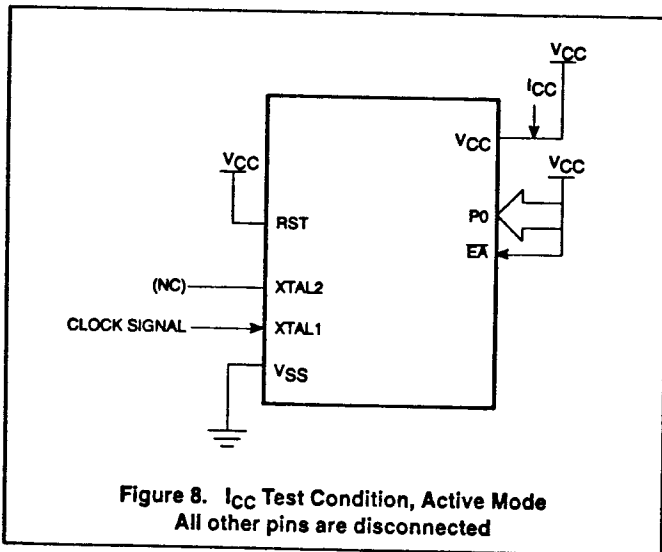 VCC
ICC
VCC
VCC
VCC
RST
P0
EA
(NC)
XTAL2
CLOCK SIGNAL
XTAL1
VSS
Figure 8. ICC Test Condition, Active Mode
All other pins are disconnected